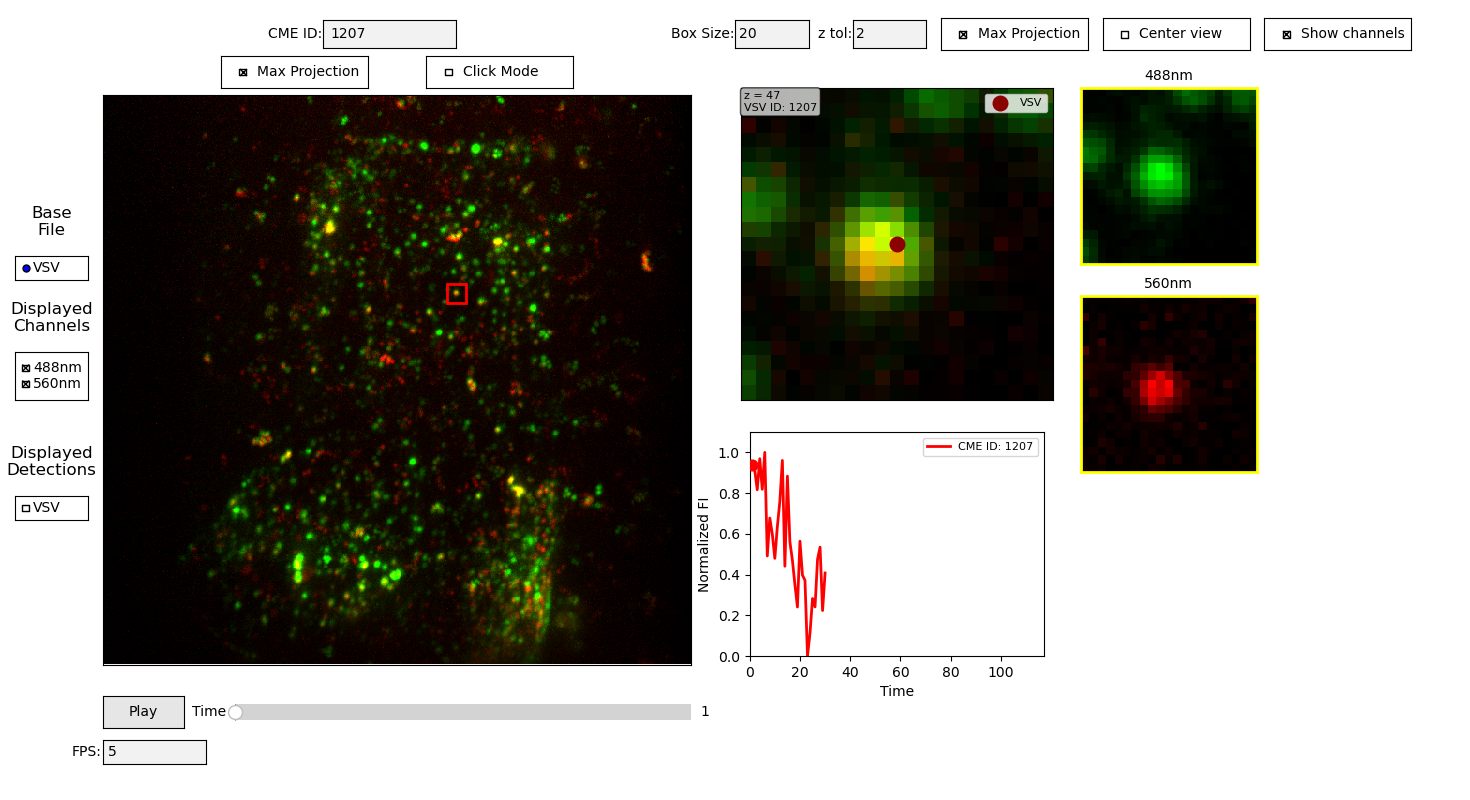 CME ID: 1207
Box Size: 20
z tol: 2
Max Projection
Center view
Show channels
Max Projection
Click Mode
488nm
z = 47
VSV ID: 1207
VSV
Base
File
VSV
Displayed
Channels
488nm
560nm
560nm
Displayed
Detections
VSV
CME ID: 1207
1.0
0.8
0.6
0.4
0.2
0.0
Normalized FI
0 20 40 60 80 100
Time
Play
Time
1
FPS: 5